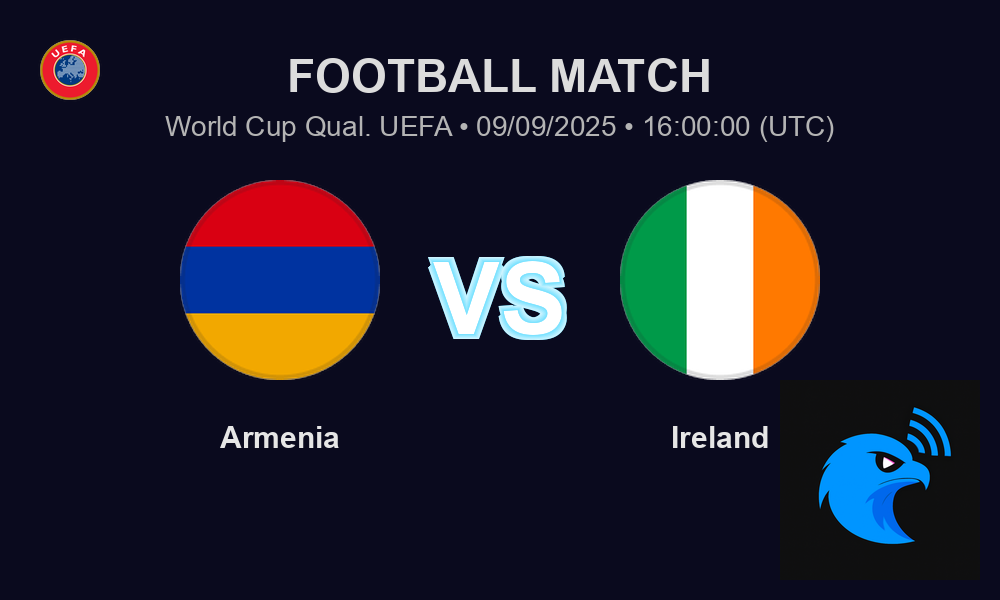 UEFA
FOOTBALL MATCH
World Cup Qual. UEFA • 09/09/2025 • 16:00:00 (UTC)
VS
Armenia
Ireland